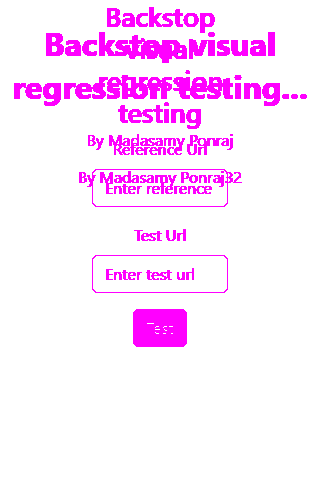 Backstop
visual
regression
testing
Backstop visual
regression testing...
By Madasamy Ponraj
Reference Url
By Madasamy Ponraj32
Enter reference
Test Url
Enter test url
Test